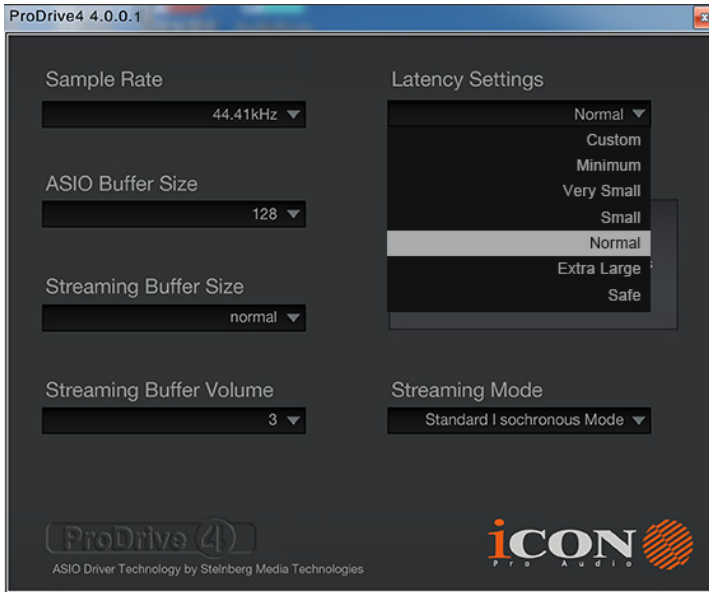 ProDrive4 4.0.0.1
x
Sample Rate
44.41kHz
ASIO Buffer Size
128
Streaming Buffer Size
normal
Streaming Buffer Volume
3
Latency Settings
Normal
Custom
Minimum
Very Small
Small
Normal
Extra Large
Safe
Streaming Mode
Standard I sochronous Mode
ProDrive 4
ASIO Driver Technology by Steinberg Media Technologies
iCON
Pro Audio